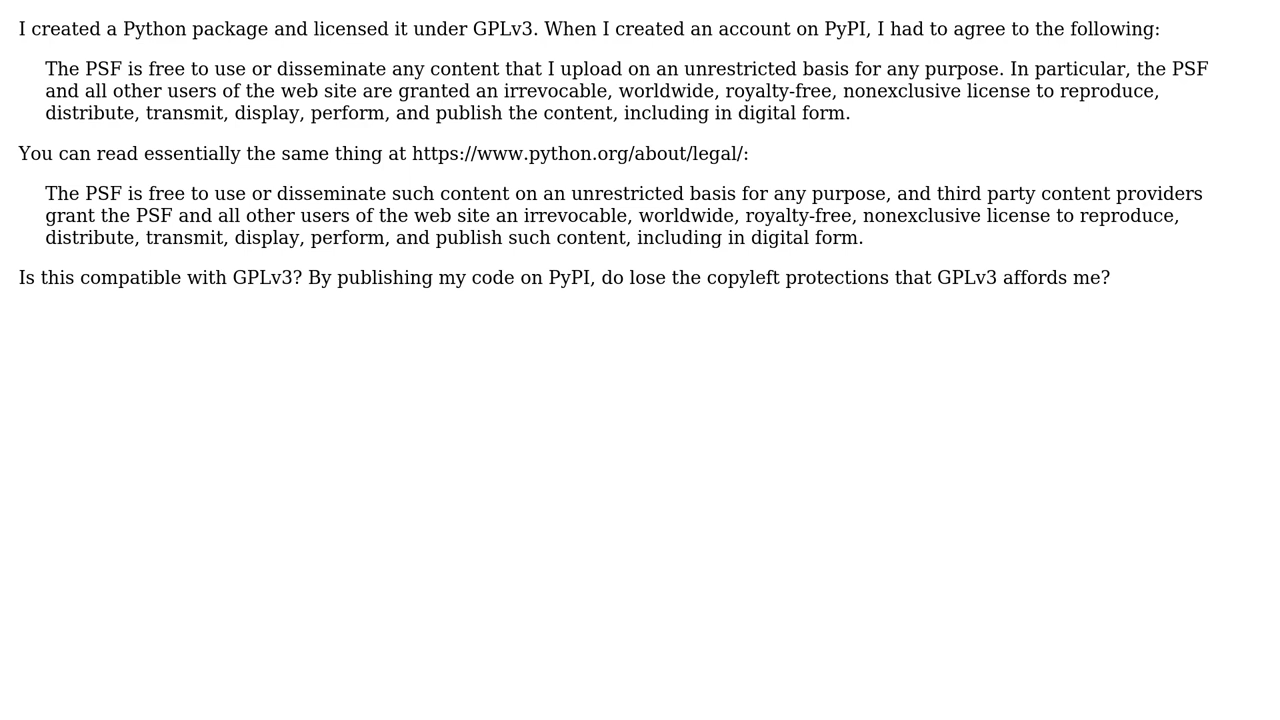 I created a Python package and licensed it under GPLv3. When I created an account on PyPI, I had to agree to the following:
The PSF is free to use or disseminate any content that I upload on an unrestricted basis for any purpose. In particular, the PSF
and all other users of the web site are granted an irrevocable, worldwide, royalty-free, nonexclusive license to reproduce,
distribute, transmit, display, perform, and publish the content, including in digital form.
You can read essentially the same thing at https://www.python.org/about/legal/:
The PSF is free to use or disseminate such content on an unrestricted basis for any purpose, and third party content providers
grant the PSF and all other users of the web site an irrevocable, worldwide, royalty-free, nonexclusive license to reproduce,
distribute, transmit, display, perform, and publish such content, including in digital form.
Is this compatible with GPLv3? By publishing my code on PyPI, do lose the copyleft protections that GPLv3 affords me?